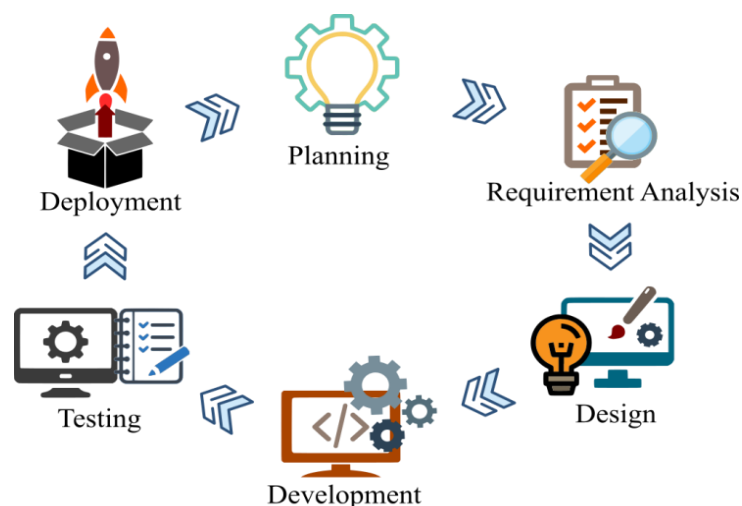 Planning
Requirement Analysis
Design
Development
Testing
Deployment